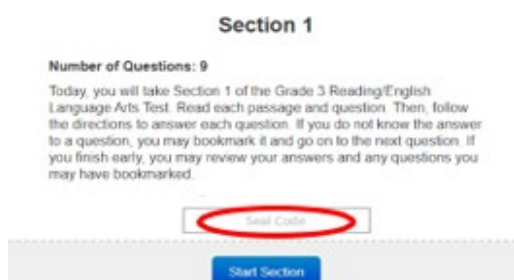 Section 1
Number of Questions: 9
Today, you will take Section 1 of the Grade 3 Reading/English
Language Arts Test. Read each passage and question. Then, follow
the directions to answer each question. If you do not know the answer
to a question, you may bookmark it and go on to the next question. If
you finish early, you may review your answers and any questions you
may have bookmarked.
Seal Code
Start Section